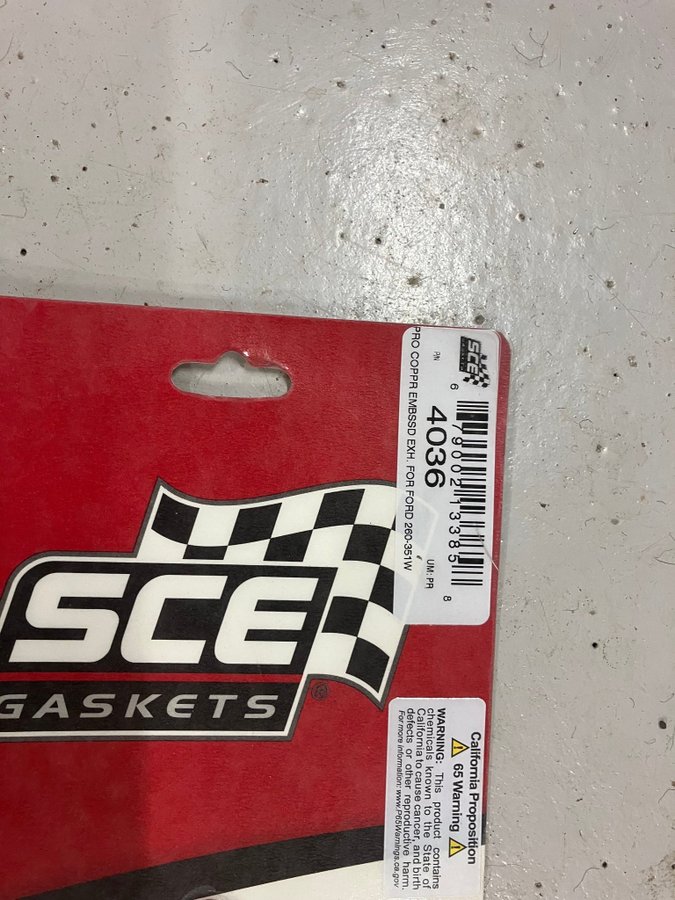 SCE
GASKETS
®
SCE
GASKETS
6 79002 13385 8
P/N
4036
UM: PR
PRO COPPR EMBSSD EXH. FOR FORD 260-351W
California Proposition
65 Warning
WARNING: This product contains
chemicals known to the State of
California to cause cancer, and birth
defects or other reproductive harm.
For more information: www.P65Warnings.ca.gov